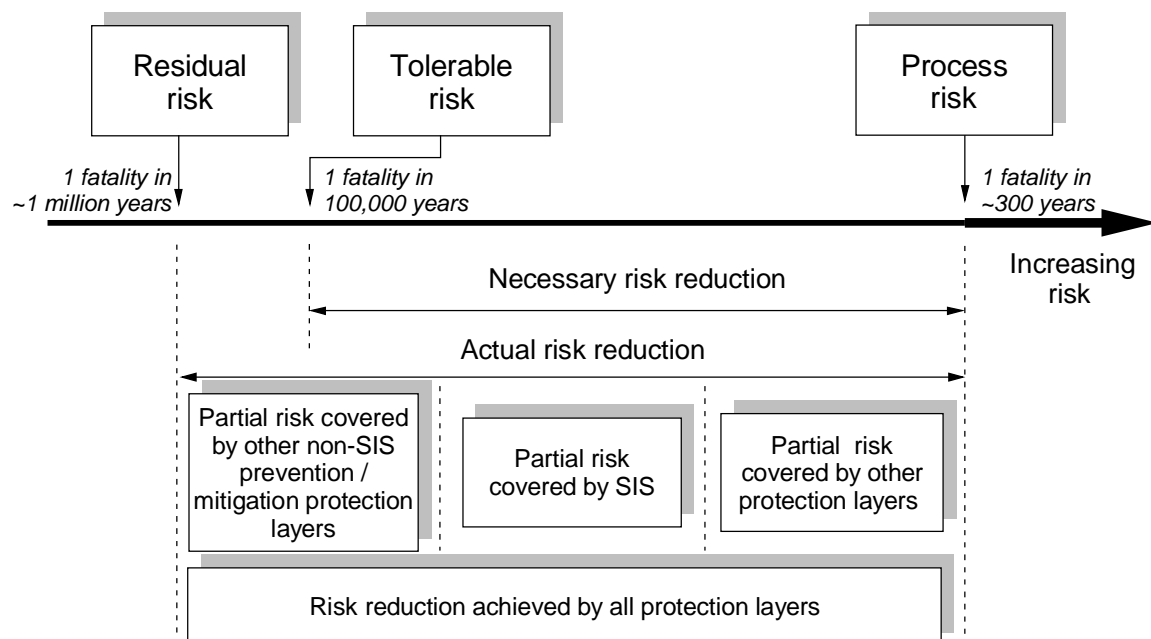 Residual
risk
Tolerable
risk
Process
risk
1 fatality in
~1 million years
1 fatality in
100,000 years
1 fatality in
~300 years
Increasing
risk
Necessary risk reduction
Actual risk reduction
Partial risk covered
by other non-SIS
prevention /
mitigation protection
layers
Partial risk
covered by SIS
Partial risk
covered by other
protection layers
Risk reduction achieved by all protection layers